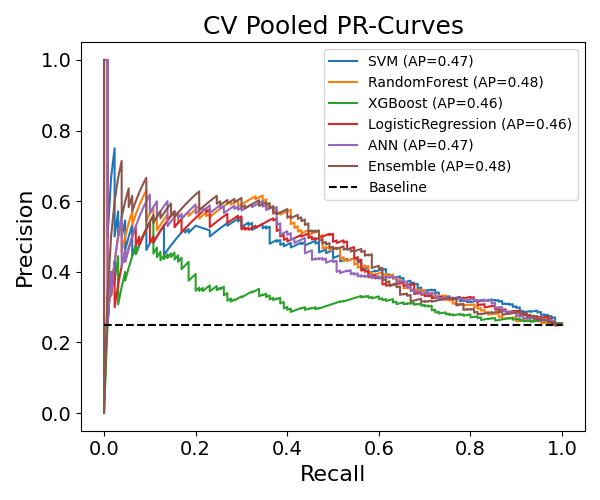 CV Pooled PR-Curves
Precision
1.0
0.8
0.6
0.4
0.2
0.0
SVM (AP=0.47)
RandomForest (AP=0.48)
XGBoost (AP=0.46)
LogisticRegression (AP=0.46)
ANN (AP=0.47)
Ensemble (AP=0.48)
Baseline
0.0 0.2 0.4 0.6 0.8 1.0
Recall